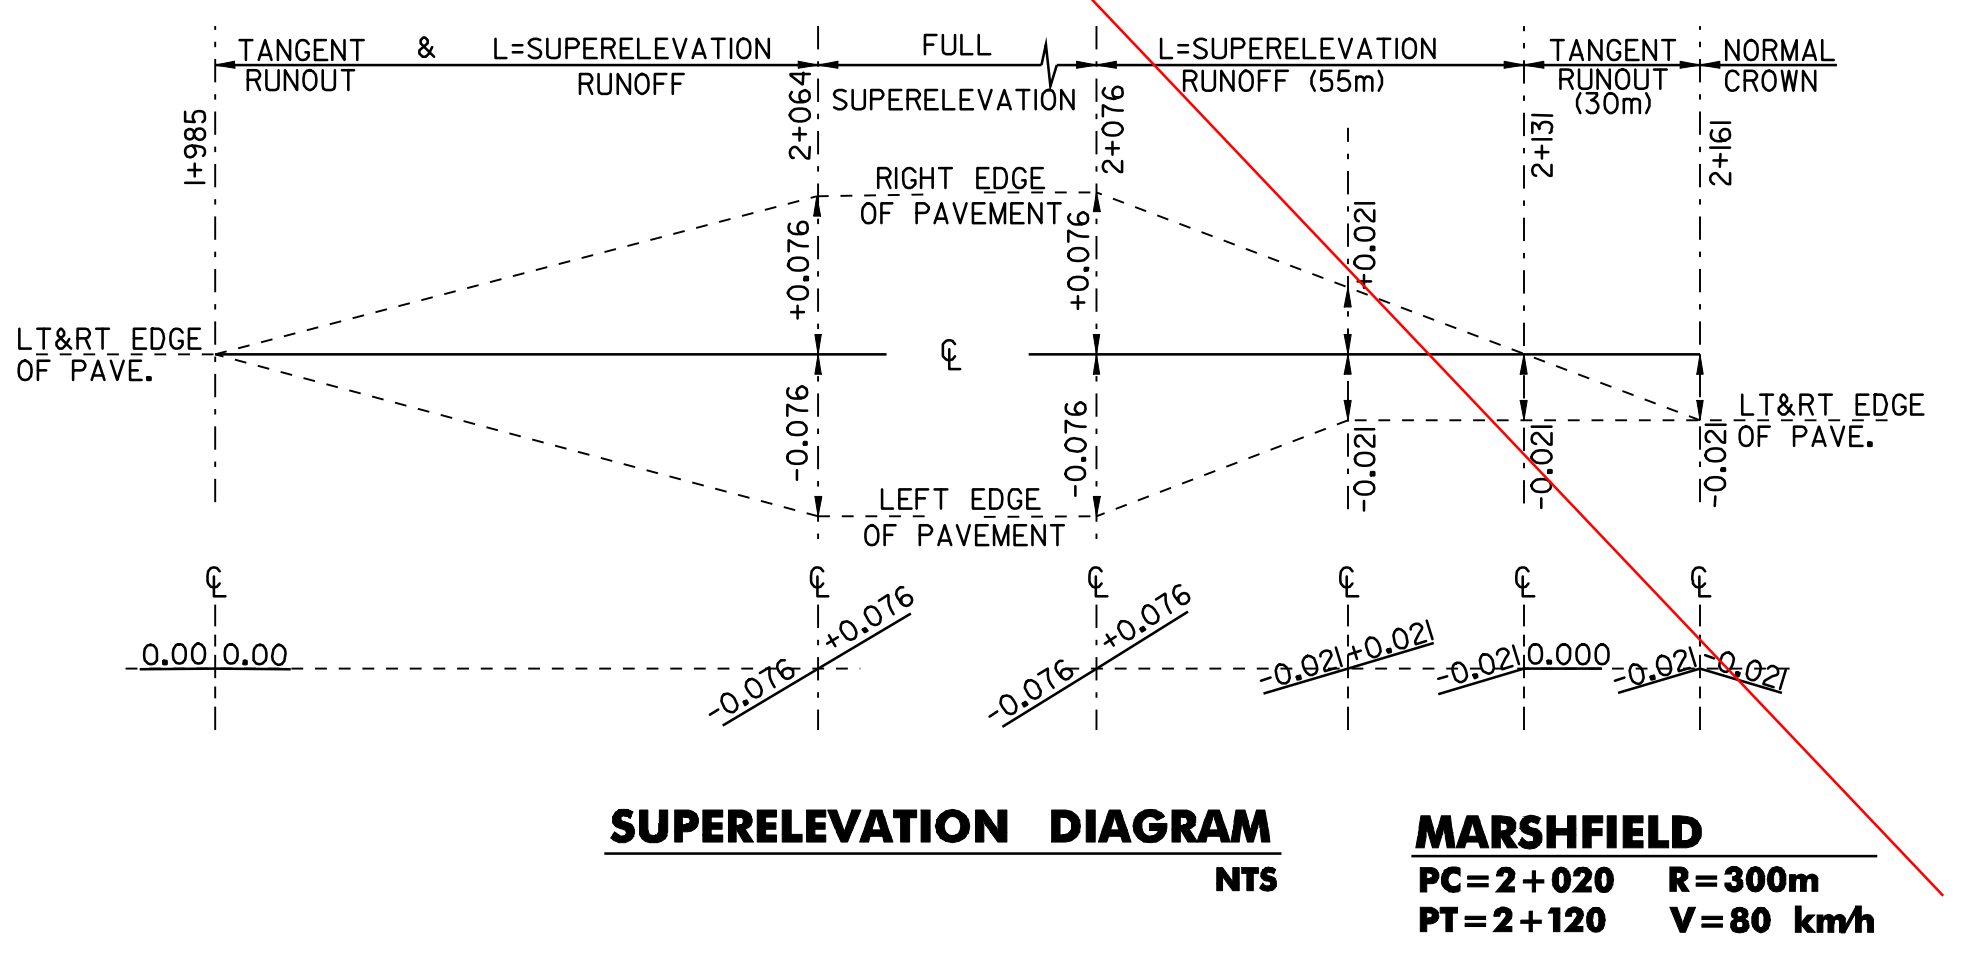 TANGENT & L=SUPERELEVATION
RUNOUT RUNOFF
FULL
SUPERELEVATION
L=SUPERELEVATION
RUNOFF (55m)
TANGENT
RUNOUT
(30m)
NORMAL
CROWN
1+985
2+064
2+076
2+131
2+161
RIGHT EDGE
OF PAVEMENT
+0.076
+0.076
+0.021
LT&RT EDGE
OF PAVE.
℄
-0.076
-0.076
-0.021
-0.021
-0.021
LT&RT EDGE
OF PAVE.
LEFT EDGE
OF PAVEMENT
℄ ℄ ℄ ℄ ℄ ℄
0.00 0.00
-0.076 +0.076
-0.076 +0.076
-0.021 +0.021
-0.021 0.000
-0.021 -0.021
SUPERELEVATION DIAGRAM
NTS
MARSHFIELD
PC=2+020 R=300m
PT=2+120 V=80 km/h